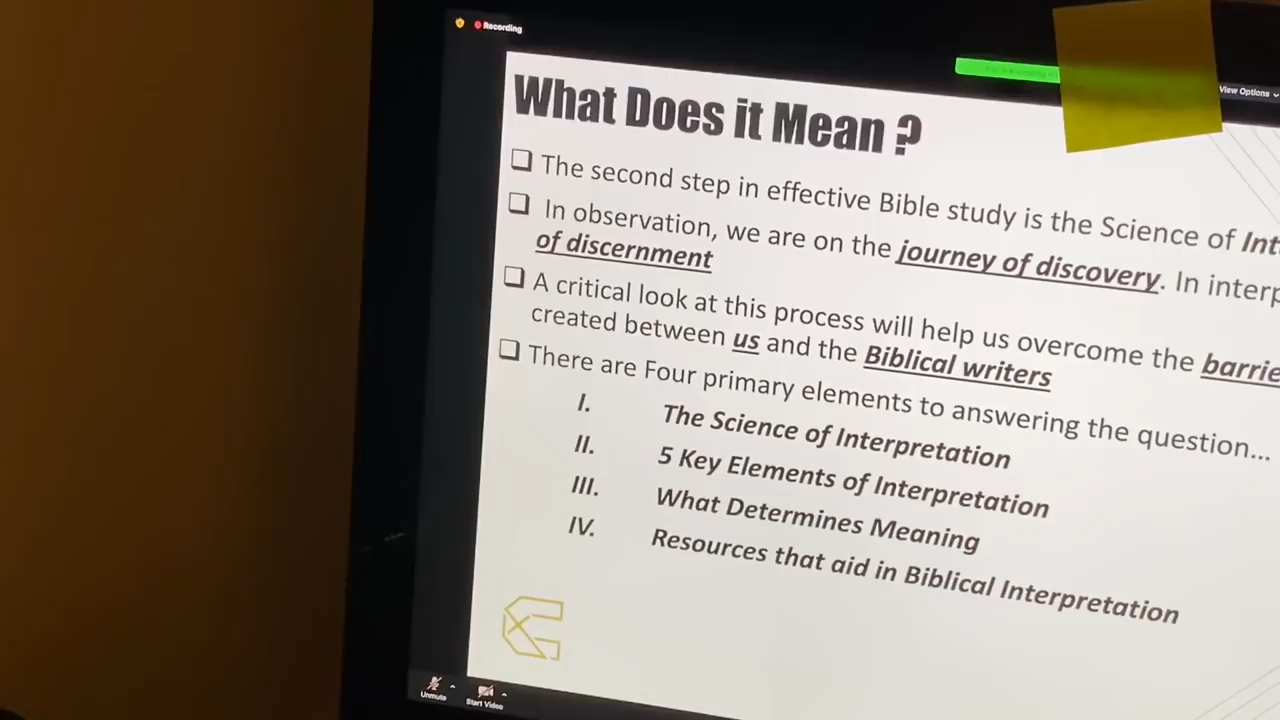 Recording
View Options
What Does it Mean ?
The second step in effective Bible study is the Science of Int
In observation, we are on the journey of discovery. In interp
of discernment
A critical look at this process will help us overcome the barrie
created between us and the Biblical writers
There are Four primary elements to answering the question...
I. The Science of Interpretation
II. 5 Key Elements of Interpretation
III. What Determines Meaning
IV. Resources that aid in Biblical Interpretation
Unmute
Start Video